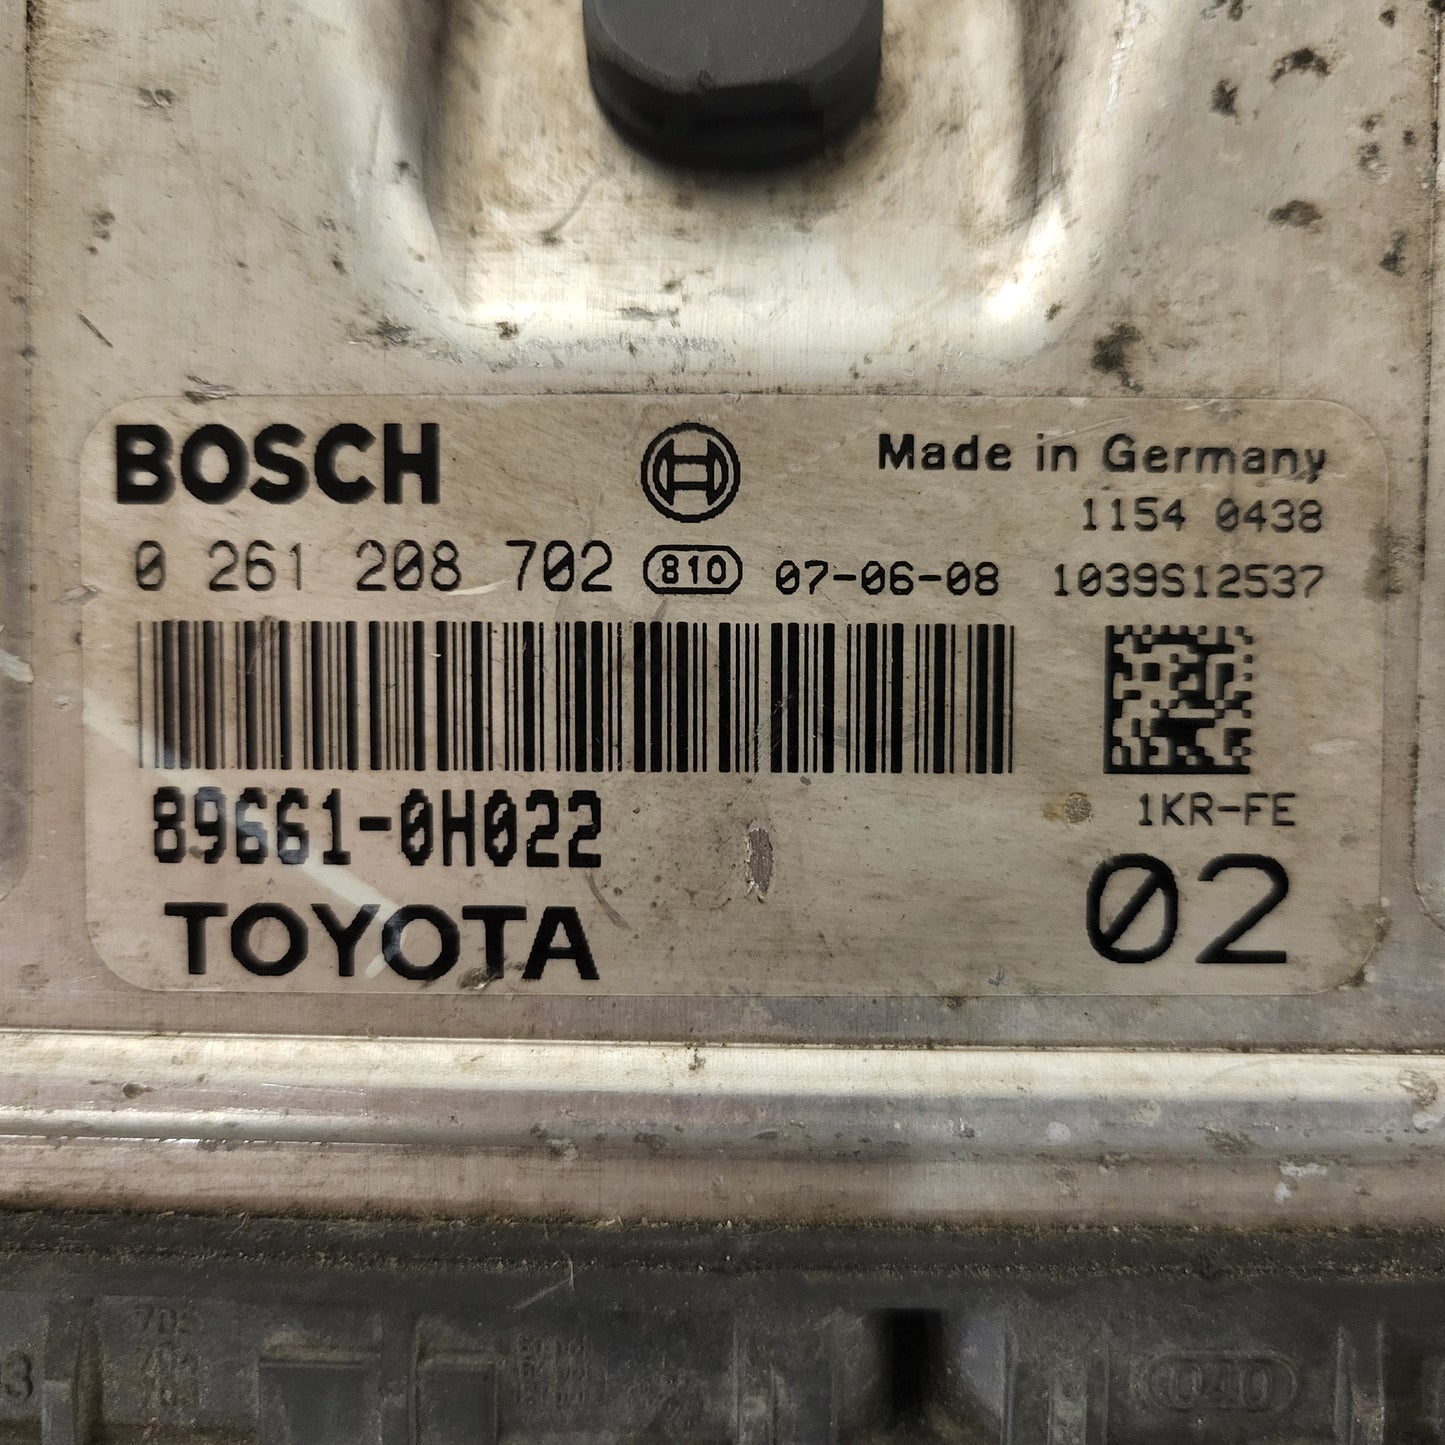 BOSCH
Made in Germany
1154 0438
0 261 208 702 810 07-06-08 1039S12537
89661-0H022
1KR-FE
TOYOTA
02
040